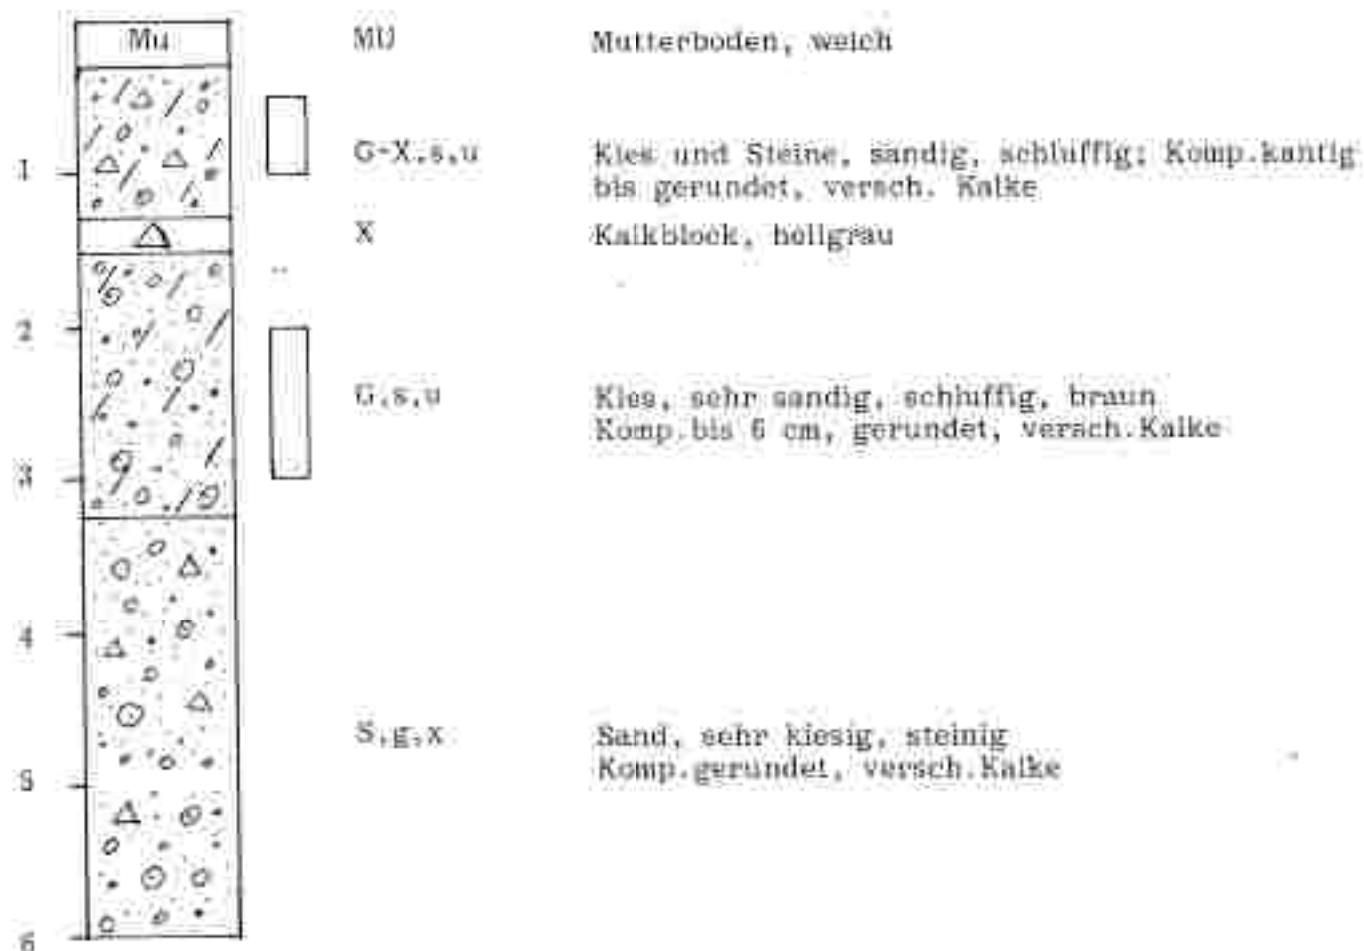 Mu MU Mutterboden, weich
1 G-X,s,u Kies und Steine, sandig, schluffig; Komp.kantig
bis gerundet, versch. Kalke
X Kalkblock, hellgrau
2
G,s,u Kies, sehr sandig, schluffig, braun
Komp.bis 6 cm, gerundet, versch.Kalke
3
4
S,g,x Sand, sehr kiesig, steinig
Komp.gerundet, versch.Kalke
5
6